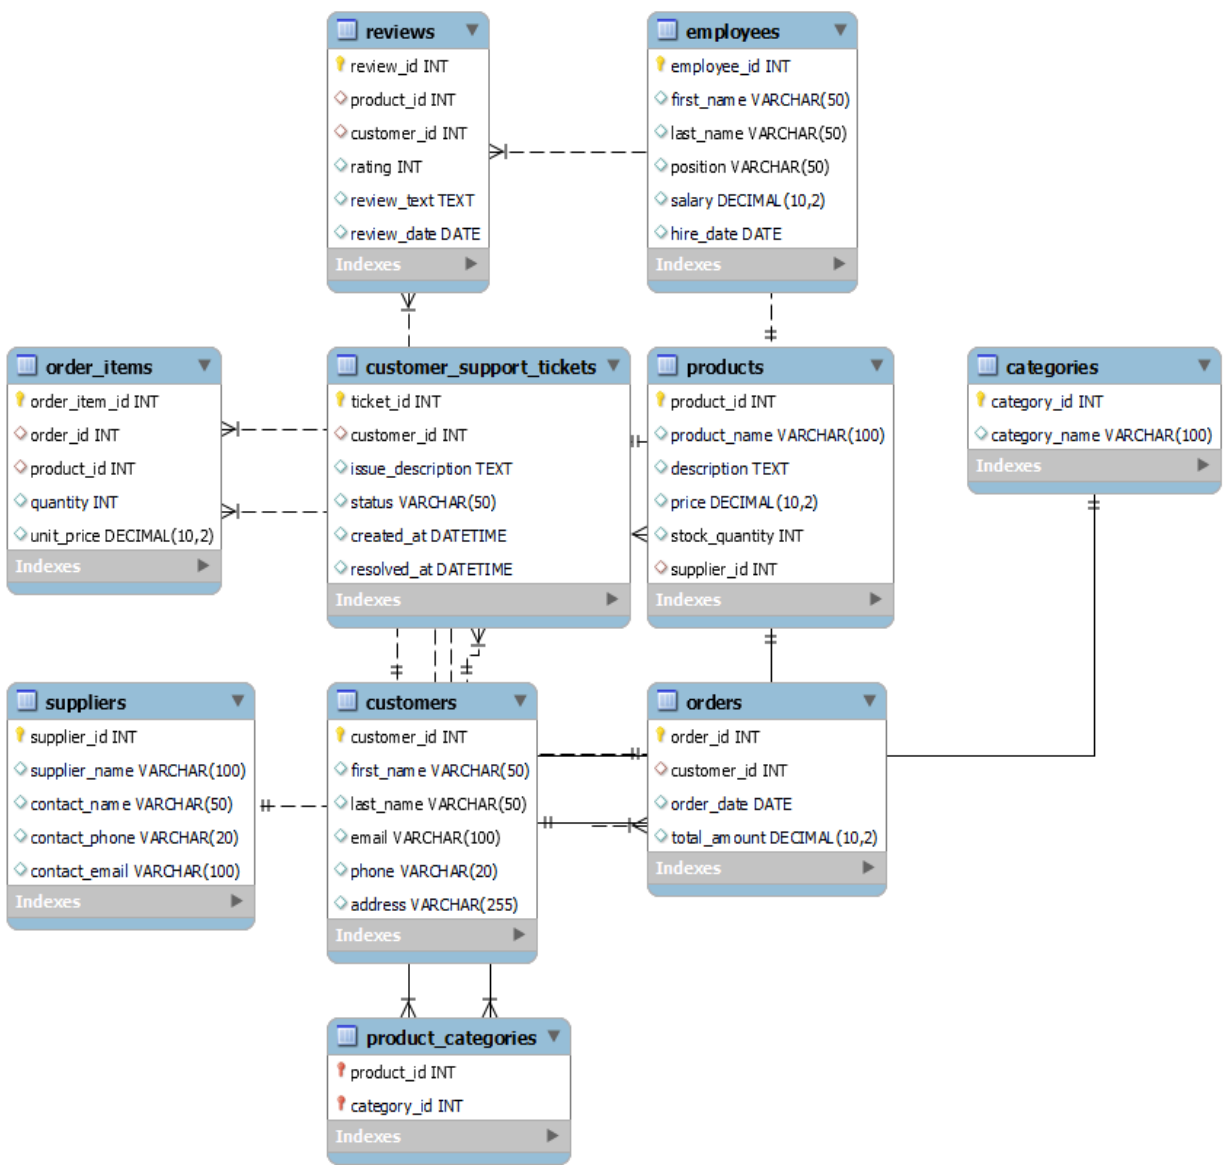 reviews
review_id INT
product_id INT
customer_id INT
rating INT
review_text TEXT
review_date DATE
Indexes
employees
employee_id INT
first_name VARCHAR(50)
last_name VARCHAR(50)
position VARCHAR(50)
salary DECIMAL(10,2)
hire_date DATE
Indexes
order_items
order_item_id INT
order_id INT
product_id INT
quantity INT
unit_price DECIMAL(10,2)
Indexes
customer_support_tickets
ticket_id INT
customer_id INT
issue_description TEXT
status VARCHAR(50)
created_at DATETIME
resolved_at DATETIME
Indexes
products
product_id INT
product_name VARCHAR(100)
description TEXT
price DECIMAL(10,2)
stock_quantity INT
supplier_id INT
Indexes
categories
category_id INT
category_name VARCHAR(100)
Indexes
suppliers
supplier_id INT
supplier_name VARCHAR(100)
contact_name VARCHAR(50)
contact_phone VARCHAR(20)
contact_email VARCHAR(100)
Indexes
customers
customer_id INT
first_name VARCHAR(50)
last_name VARCHAR(50)
email VARCHAR(100)
phone VARCHAR(20)
address VARCHAR(255)
Indexes
orders
order_id INT
customer_id INT
order_date DATE
total_amount DECIMAL(10,2)
Indexes
product_categories
product_id INT
category_id INT
Indexes